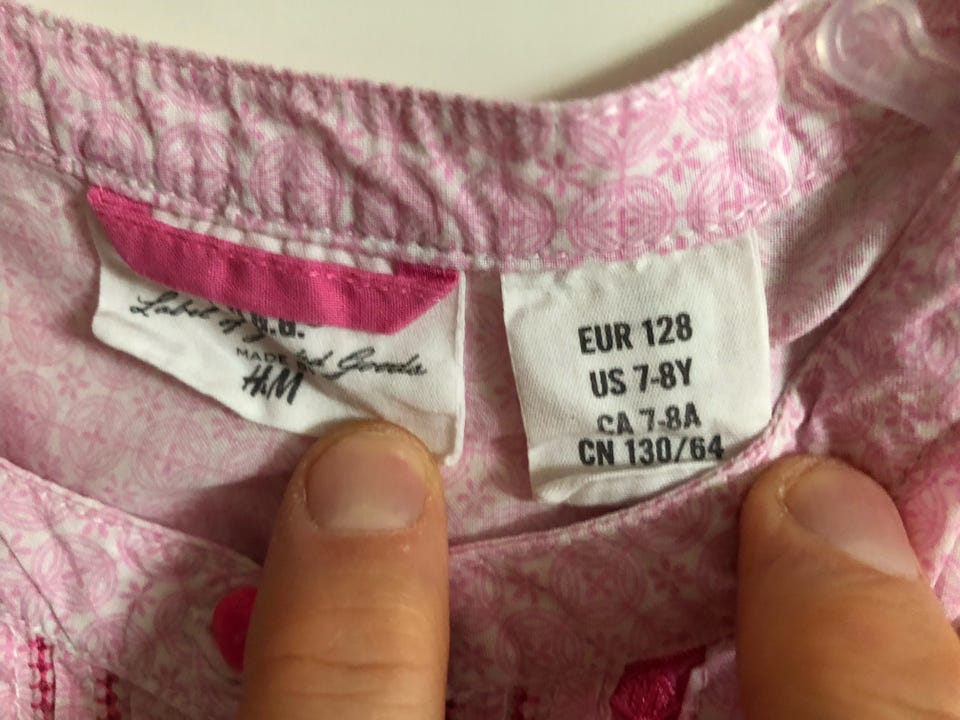 Label of
MADE
Goods
H&M
EUR 128
US 7-8Y
CA 7-8A
CN 130/64